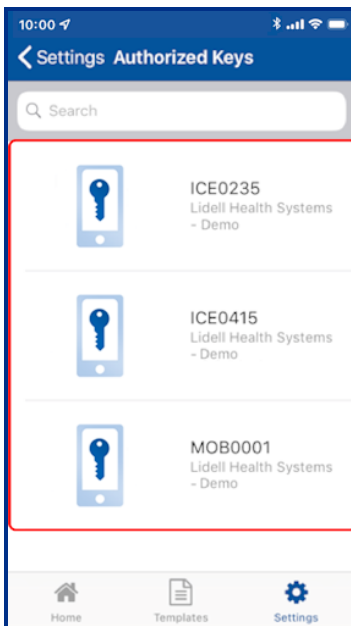 10:00
Settings Authorized Keys
Search
ICE0235
Lidell Health Systems
- Demo
ICE0415
Lidell Health Systems
- Demo
MOB0001
Lidell Health Systems
- Demo
Home Templates Settings